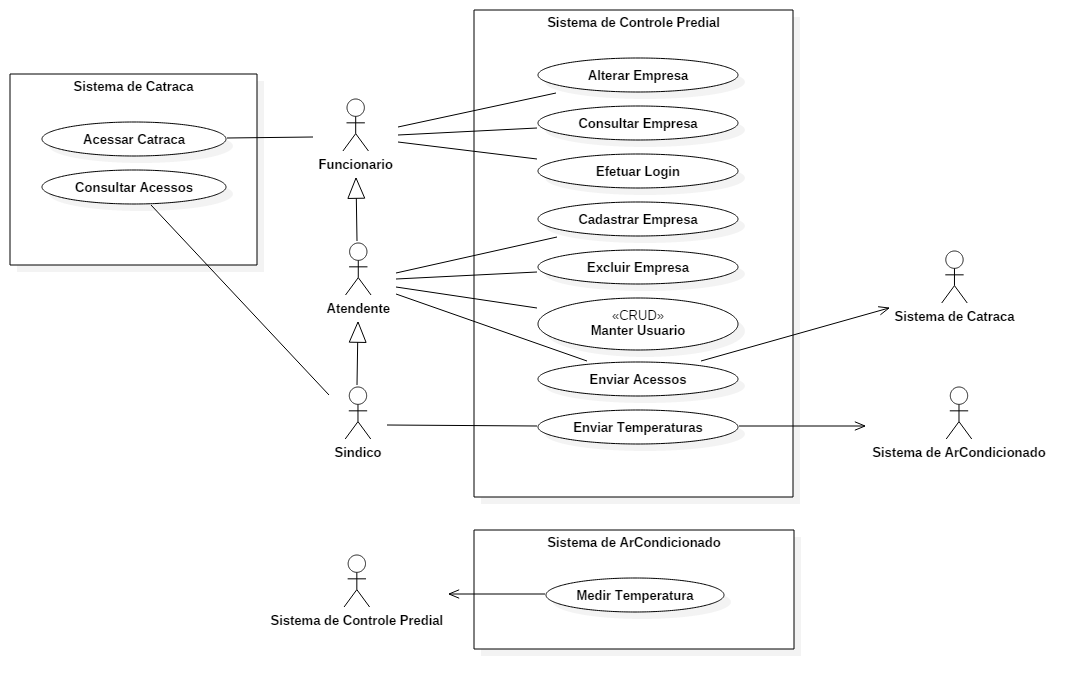 Sistema de Controle Predial
Sistema de Catraca
Alterar Empresa
Consultar Empresa
Acessar Catraca
Funcionario
Efetuar Login
Consultar Acessos
Cadastrar Empresa
Excluir Empresa
Atendente
«CRUD»
Manter Usuario
Sistema de Catraca
Enviar Acessos
Enviar Temperaturas
Sindico
Sistema de ArCondicionado
Sistema de ArCondicionado
Medir Temperatura
Sistema de Controle Predial